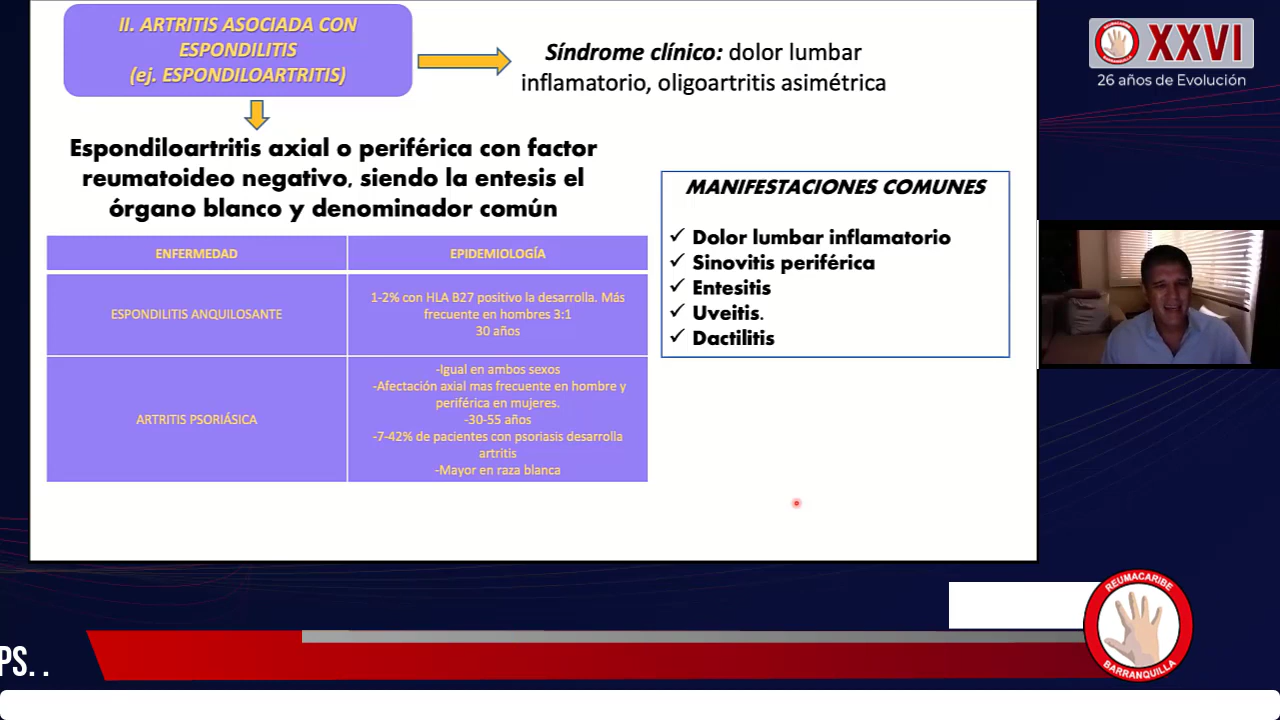 II. ARTRITIS ASOCIADA CON
ESPONDILITIS
(ej. ESPONDILOARTRITIS)
Síndrome clínico: dolor lumbar
inflamatorio, oligoartritis asimétrica
Espondiloartritis axial o periférica con factor
reumatoideo negativo, siendo la entesis el
órgano blanco y denominador común
ENFERMEDAD
EPIDEMIOLOGÍA
ESPONDILITIS ANQUILOSANTE
1-2% con HLA B27 positivo la desarrolla. Más
frecuente en hombres 3:1
30 años
ARTRITIS PSORIÁSICA
-Igual en ambos sexos
-Afectación axial mas frecuente en hombre y
periférica en mujeres.
-30-55 años
-7-42% de pacientes con psoriasis desarrolla
artritis
-Mayor en raza blanca
MANIFESTACIONES COMUNES
✓ Dolor lumbar inflamatorio
✓ Sinovitis periférica
✓ Entesitis
✓ Uveitis.
✓ Dactilitis
XXVI
26 años de Evolución
REUMACARIBE
BARRANQUILLA
PS. .